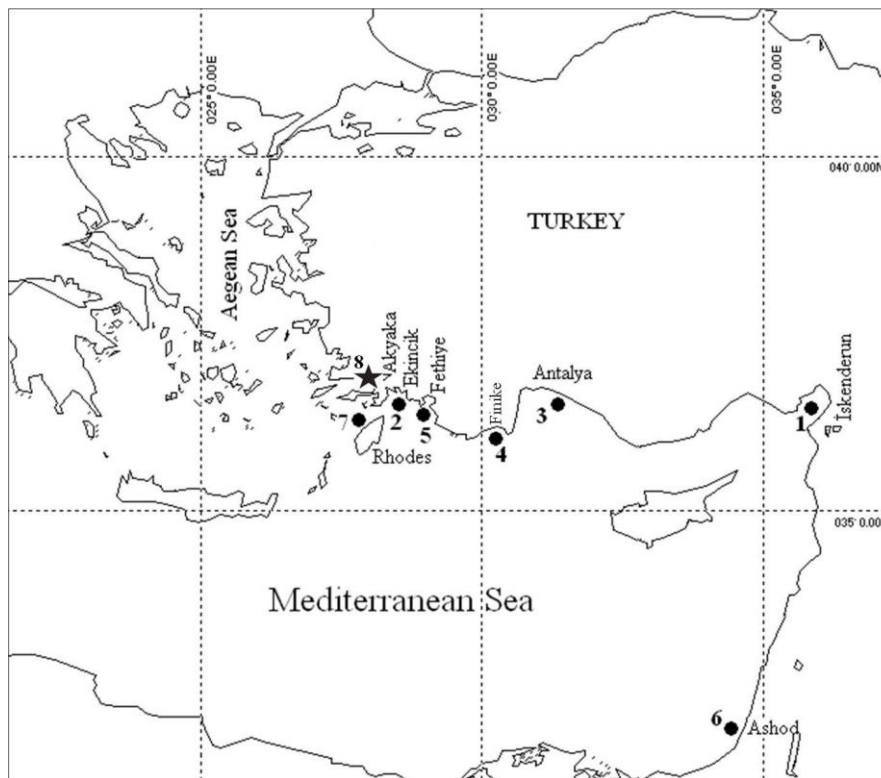 025° 0.00E
030° 0.00E
035° 0.00E
040° 0.00N
TURKEY
Aegean Sea
8
Akyaka
Ekincik
Fethiye
Finike
Antalya
İskenderun
7
2
5
4
3
1
Rhodes
035° 0.00
Mediterranean Sea
6
Ashod